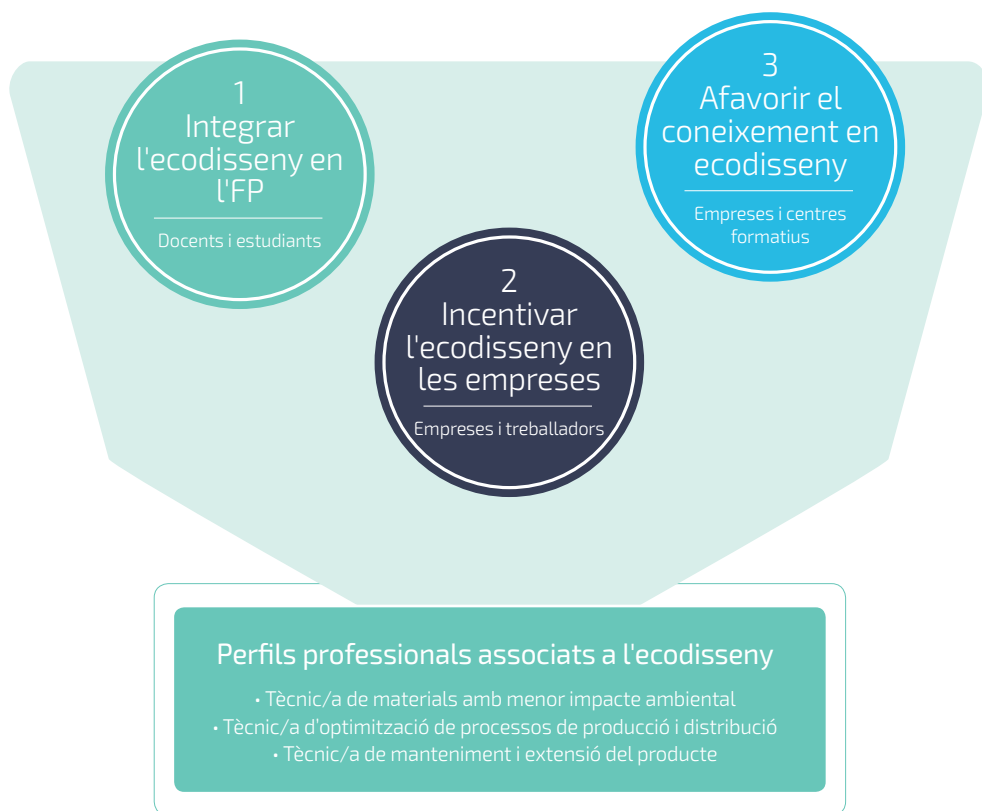 1
Integrar
l'ecodisseny en
l'FP
Docents i estudiants
2
Incentivar
l'ecodisseny en
les empreses
Empreses i treballadors
3
Afavorir el
coneixement en
ecodisseny
Empreses i centres
formatius
Perfils professionals associats a l'ecodisseny
• Tècnic/a de materials amb menor impacte ambiental
• Tècnic/a d’optimització de processos de producció i distribució
• Tècnic/a de manteniment i extensió del producte